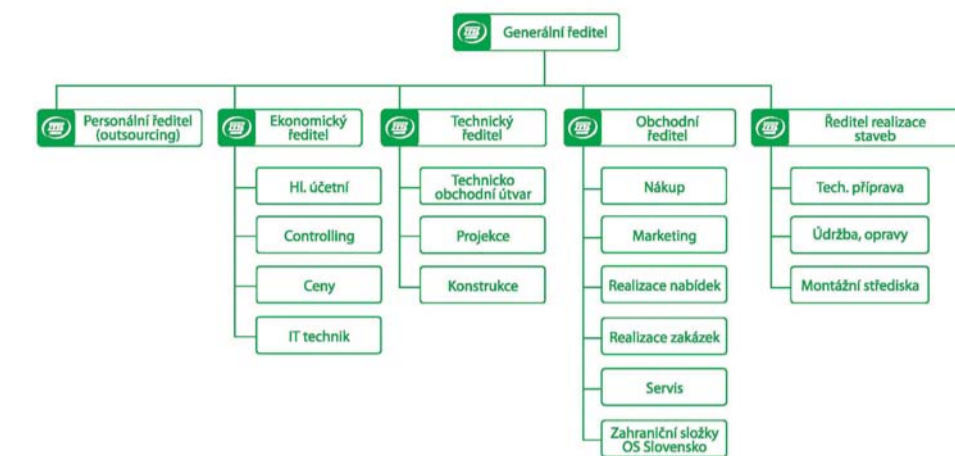 Generální ředitel
Personální ředitel
(outsourcing)
Ekonomický
ředitel
Technický
ředitel
Obchodní
ředitel
Ředitel realizace
staveb
Hl. účetní
Controlling
Ceny
IT technik
Technicko
obchodní útvar
Projekce
Konstrukce
Nákup
Marketing
Realizace nabídek
Realizace zakázek
Servis
Zahraniční složky
OS Slovensko
Tech. příprava
Údržba, opravy
Montážní střediska